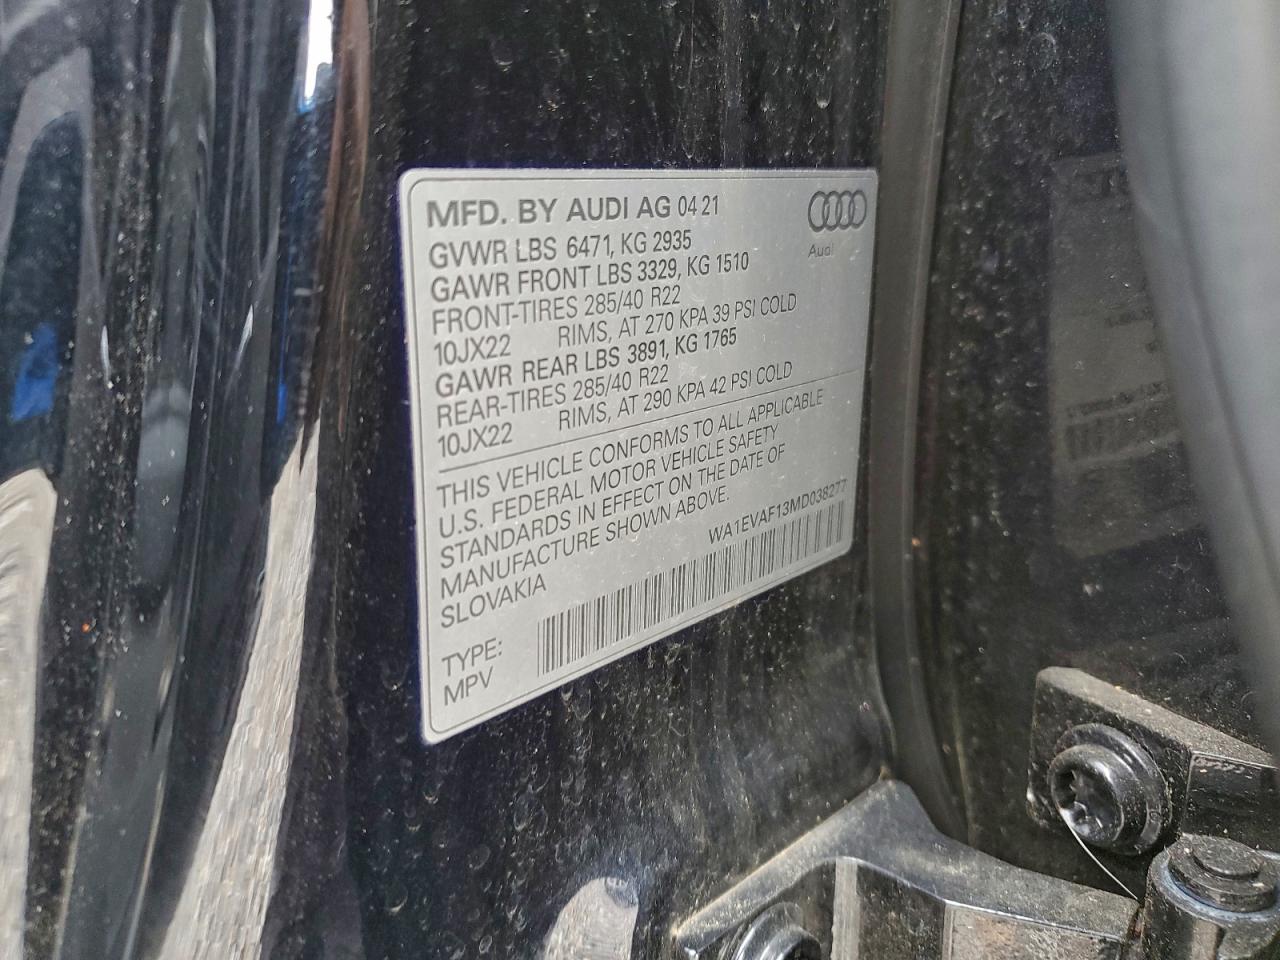 MFD. BY AUDI AG 04 21
GVWR LBS 6471, KG 2935
GAWR FRONT LBS 3329, KG 1510
FRONT-TIRES 285/40 R22
10JX22 RIMS, AT 270 KPA 39 PSI COLD
GAWR REAR LBS 3891, KG 1765
REAR-TIRES 285/40 R22
10JX22 RIMS, AT 290 KPA 42 PSI COLD
THIS VEHICLE CONFORMS TO ALL APPLICABLE
U.S. FEDERAL MOTOR VEHICLE SAFETY
STANDARDS IN EFFECT ON THE DATE OF
MANUFACTURE SHOWN ABOVE.
SLOVAKIA
WA1EVAF13MD038277
TYPE:
MPV
Audi